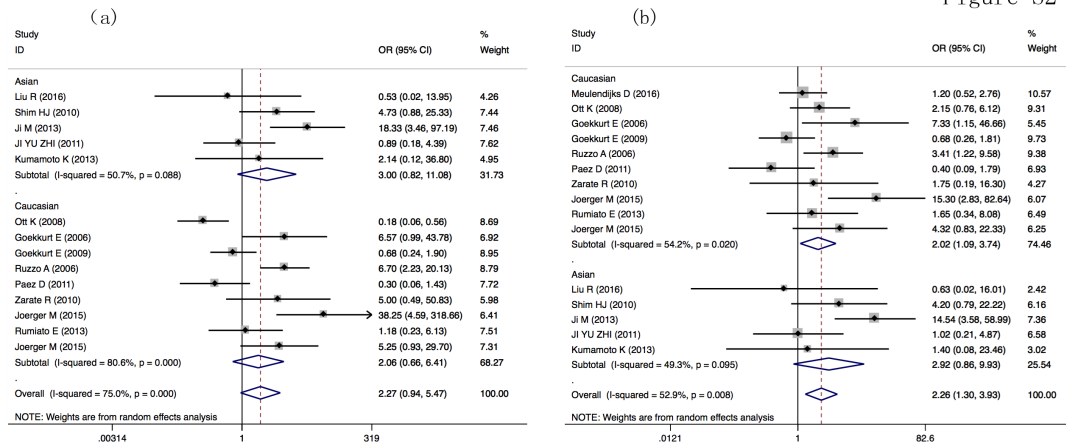 Figure S2
(a)
Study %
ID OR (95% CI) Weight
Asian
Liu R (2016) 0.53 (0.02, 13.95) 4.26
Shim HJ (2010) 4.73 (0.88, 25.33) 7.44
Ji M (2013) 18.33 (3.46, 97.19) 7.46
JI YU ZHI (2011) 0.89 (0.18, 4.39) 7.62
Kumamoto K (2013) 2.14 (0.12, 36.80) 4.95
Subtotal (I-squared = 50.7%, p = 0.088) 3.00 (0.82, 11.08) 31.73
.
Caucasian
Ott K (2008) 0.18 (0.06, 0.56) 8.69
Goekkurt E (2006) 6.57 (0.99, 43.78) 6.92
Goekkurt E (2009) 0.68 (0.24, 1.90) 8.95
Ruzzo A (2006) 6.70 (2.23, 20.13) 8.79
Paez D (2011) 0.30 (0.06, 1.43) 7.72
Zarate R (2010) 5.00 (0.49, 50.83) 5.98
Joerger M (2015) 38.25 (4.59, 318.66) 6.41
Rumiato E (2013) 1.18 (0.23, 6.13) 7.51
Joerger M (2015) 5.25 (0.93, 29.70) 7.31
Subtotal (I-squared = 80.6%, p = 0.000) 2.06 (0.66, 6.41) 68.27
.
Overall (I-squared = 75.0%, p = 0.000) 2.27 (0.94, 5.47) 100.00
NOTE: Weights are from random effects analysis
.00314 1 319
(b)
Study %
ID OR (95% CI) Weight
Caucasian
Meulendijks D (2016) 1.20 (0.52, 2.76) 10.57
Ott K (2008) 2.15 (0.76, 6.12) 9.31
Goekkurt E (2006) 7.33 (1.15, 46.66) 5.45
Goekkurt E (2009) 0.68 (0.26, 1.81) 9.73
Ruzzo A (2006) 3.41 (1.22, 9.58) 9.38
Paez D (2011) 0.40 (0.09, 1.79) 6.93
Zarate R (2010) 1.75 (0.19, 16.30) 4.27
Joerger M (2015) 15.30 (2.83, 82.64) 6.07
Rumiato E (2013) 1.65 (0.34, 8.08) 6.49
Joerger M (2015) 4.32 (0.83, 22.33) 6.25
Subtotal (I-squared = 54.2%, p = 0.020) 2.02 (1.09, 3.74) 74.46
.
Asian
Liu R (2016) 0.63 (0.02, 16.01) 2.42
Shim HJ (2010) 4.20 (0.79, 22.22) 6.16
Ji M (2013) 14.54 (3.58, 58.99) 7.36
JI YU ZHI (2011) 1.02 (0.21, 4.87) 6.58
Kumamoto K (2013) 1.40 (0.08, 23.46) 3.02
Subtotal (I-squared = 49.3%, p = 0.095) 2.92 (0.86, 9.93) 25.54
.
Overall (I-squared = 52.9%, p = 0.008) 2.26 (1.30, 3.93) 100.00
NOTE: Weights are from random effects analysis
.0121 1 82.6